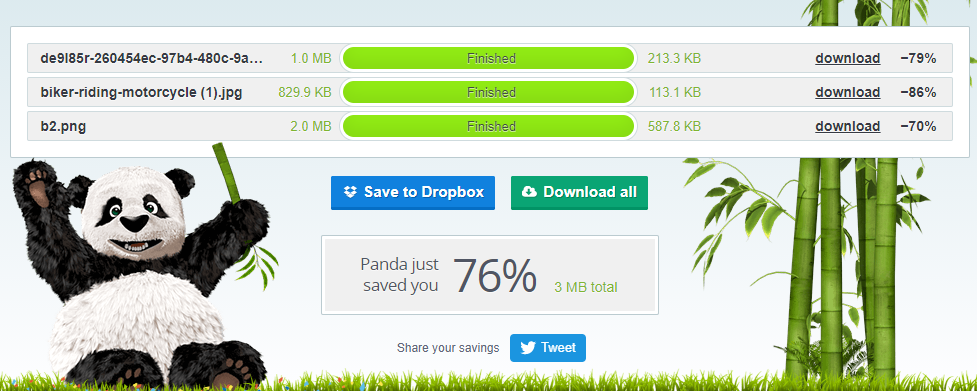 de9l85r-260454ec-97b4-480c-9a... 1.0 MB Finished 213.3 KB download −79%
biker-riding-motorcycle (1).jpg 829.9 KB Finished 113.1 KB download −86%
b2.png 2.0 MB Finished 587.8 KB download −70%
Save to Dropbox Download all
Panda just saved you 76% 3 MB total
Share your savings Tweet